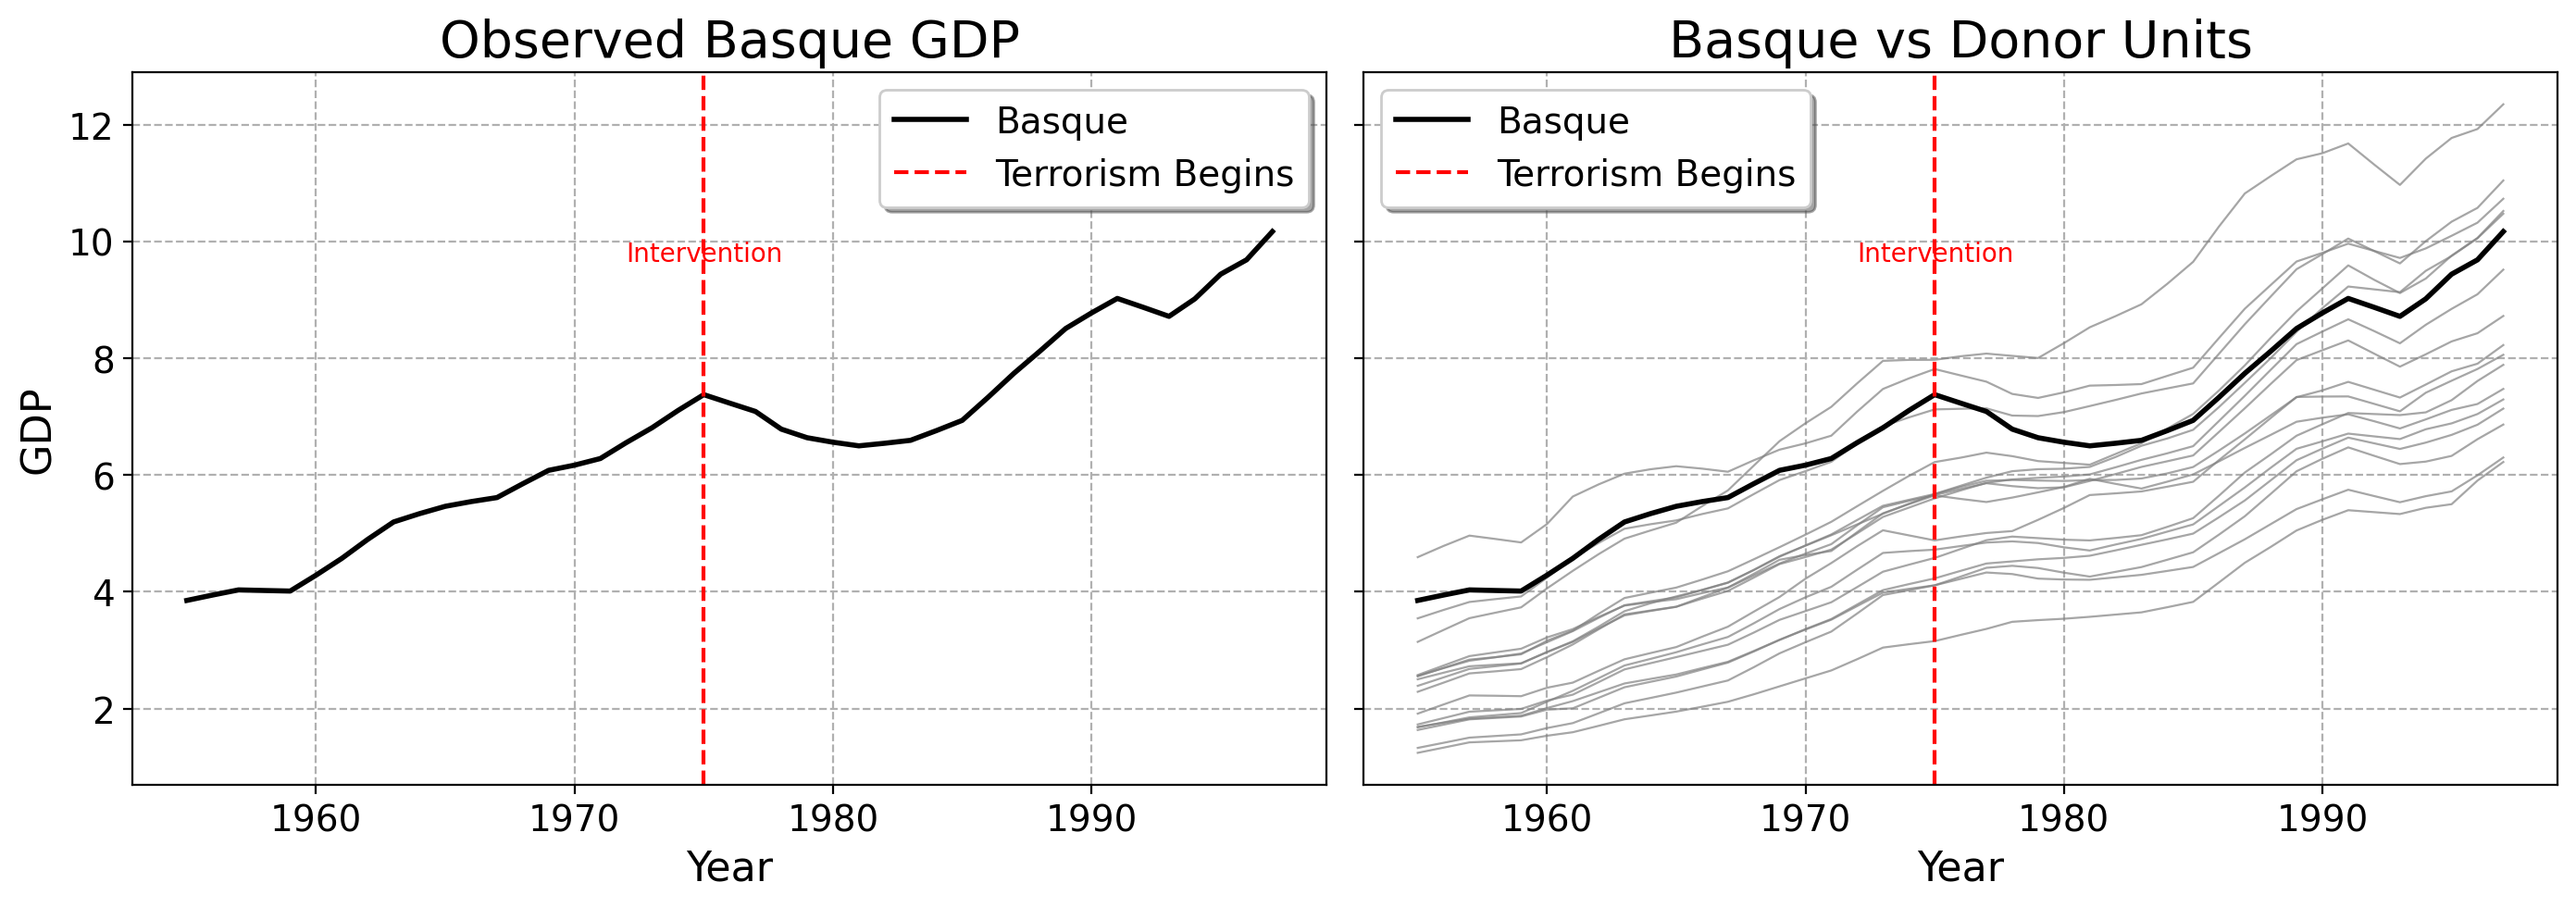 Observed Basque GDP
Basque
Terrorism Begins
Intervention
12
10
8
6
4
2
GDP
1960
1970
1980
1990
Year
Basque vs Donor Units
Basque
Terrorism Begins
Intervention
1960
1970
1980
1990
Year